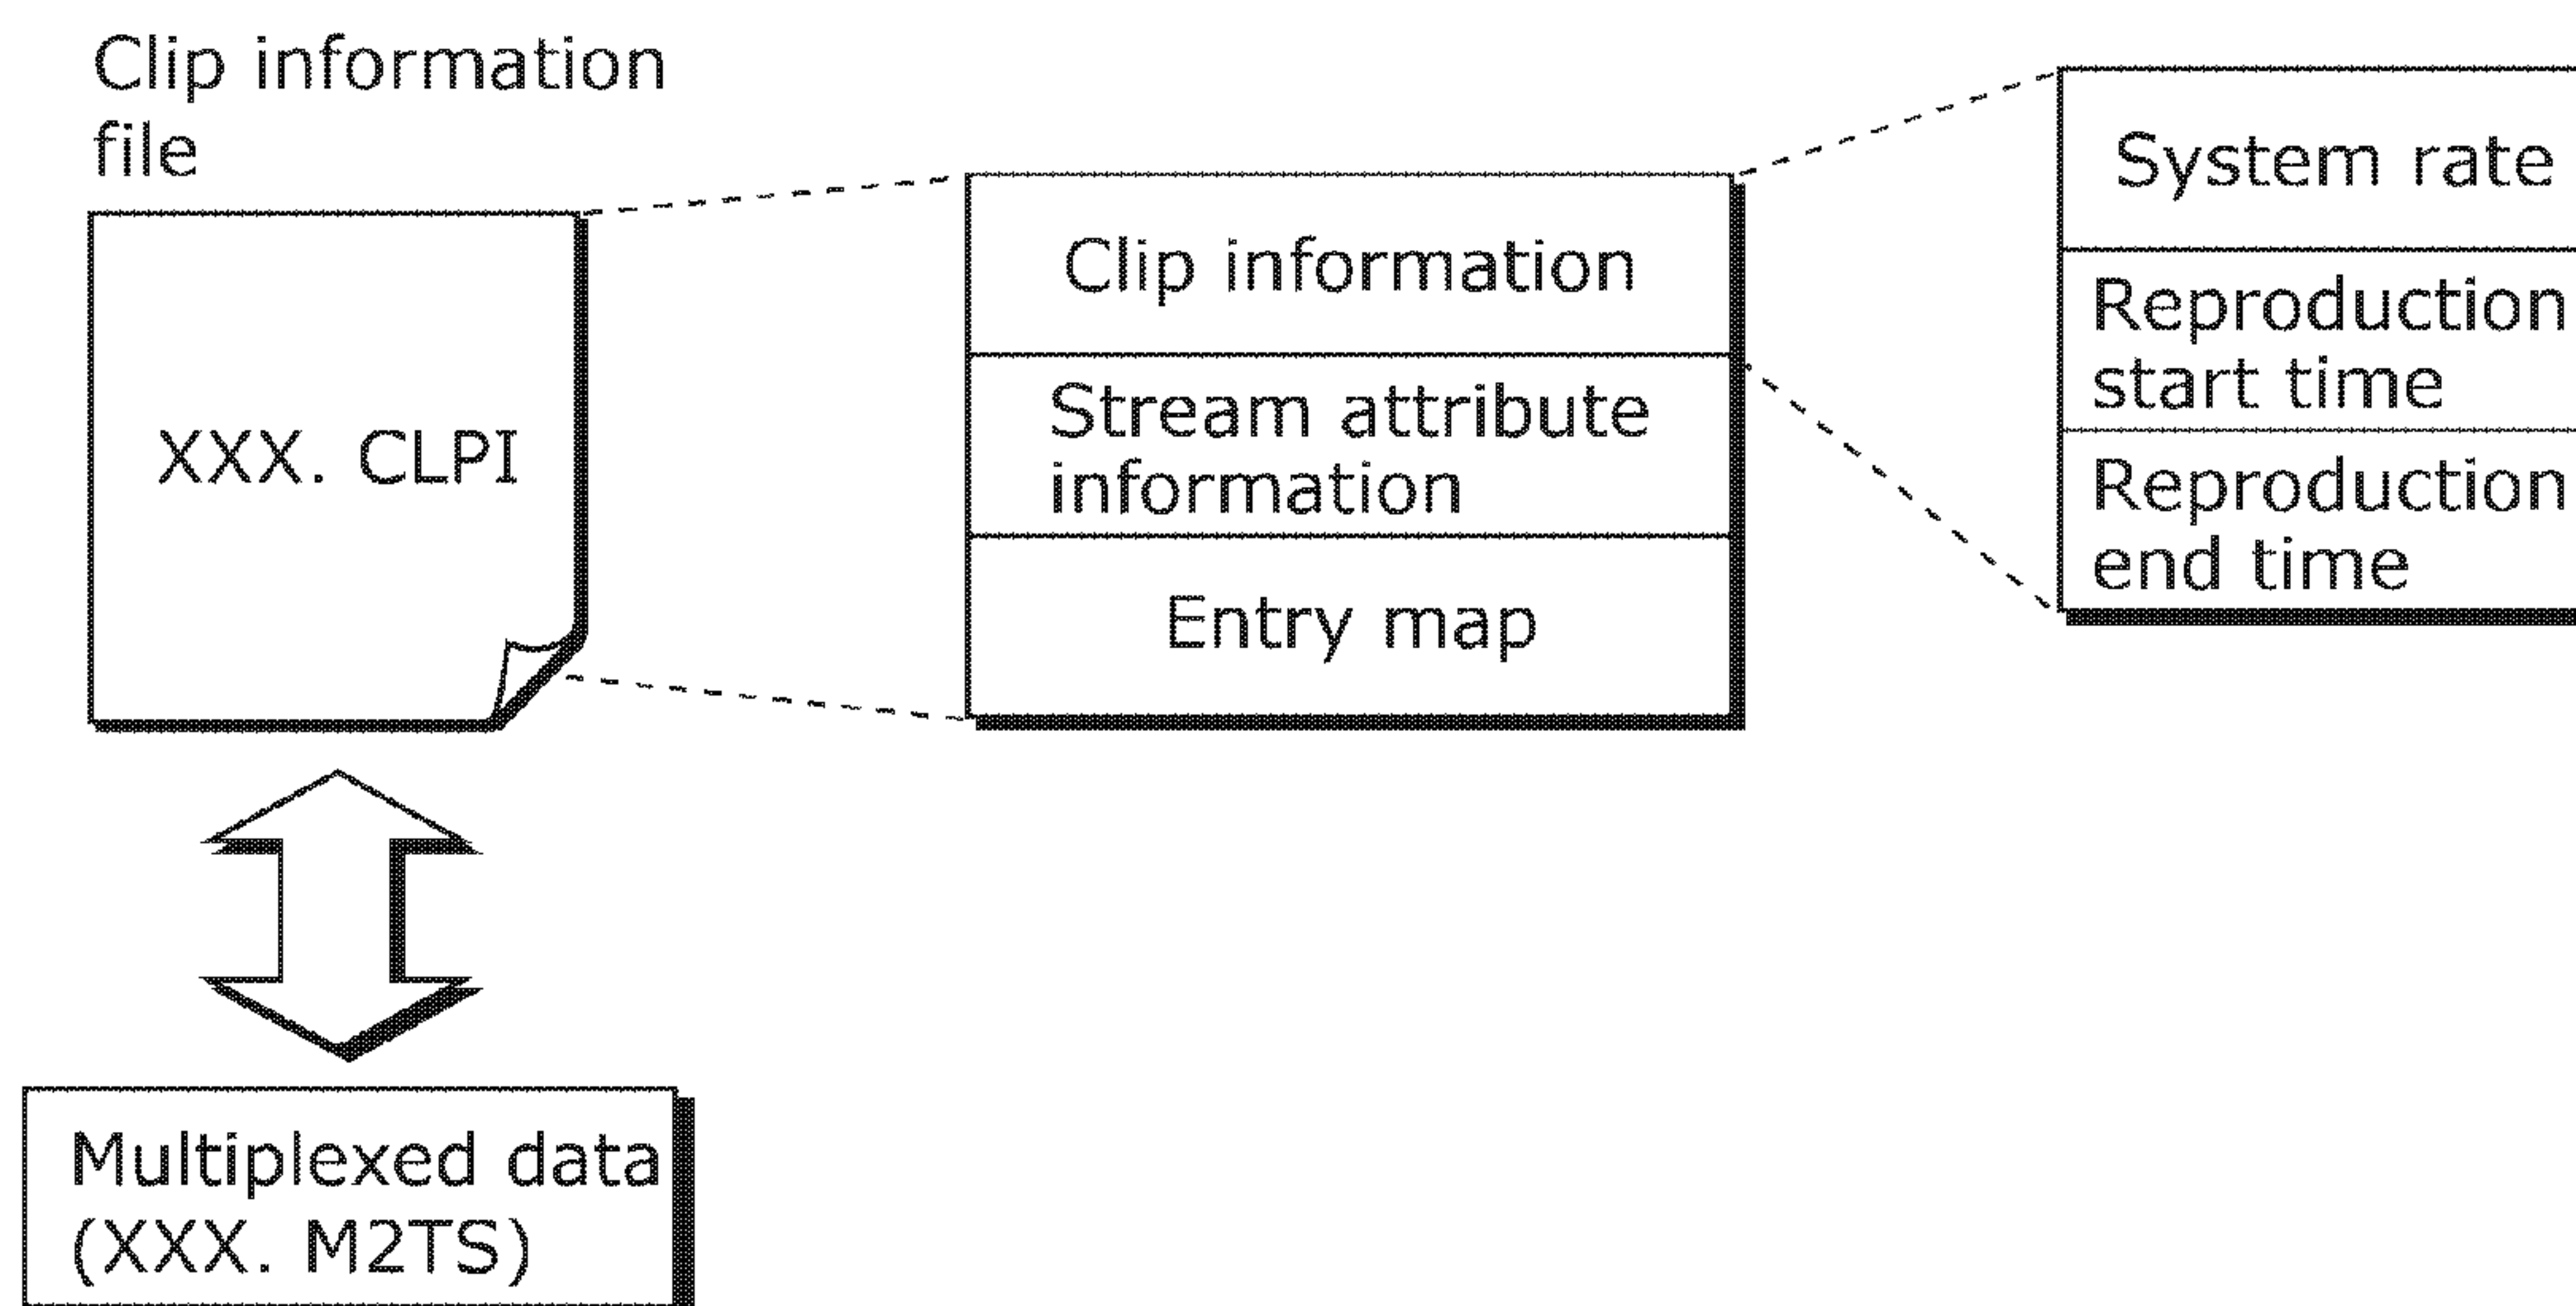 Clip information
file
XXX. CLPI
Clip information
Stream attribute
information
Entry map
System rate
Reproduction
start time
Reproduction
end time
Multiplexed data
(XXX. M2TS)